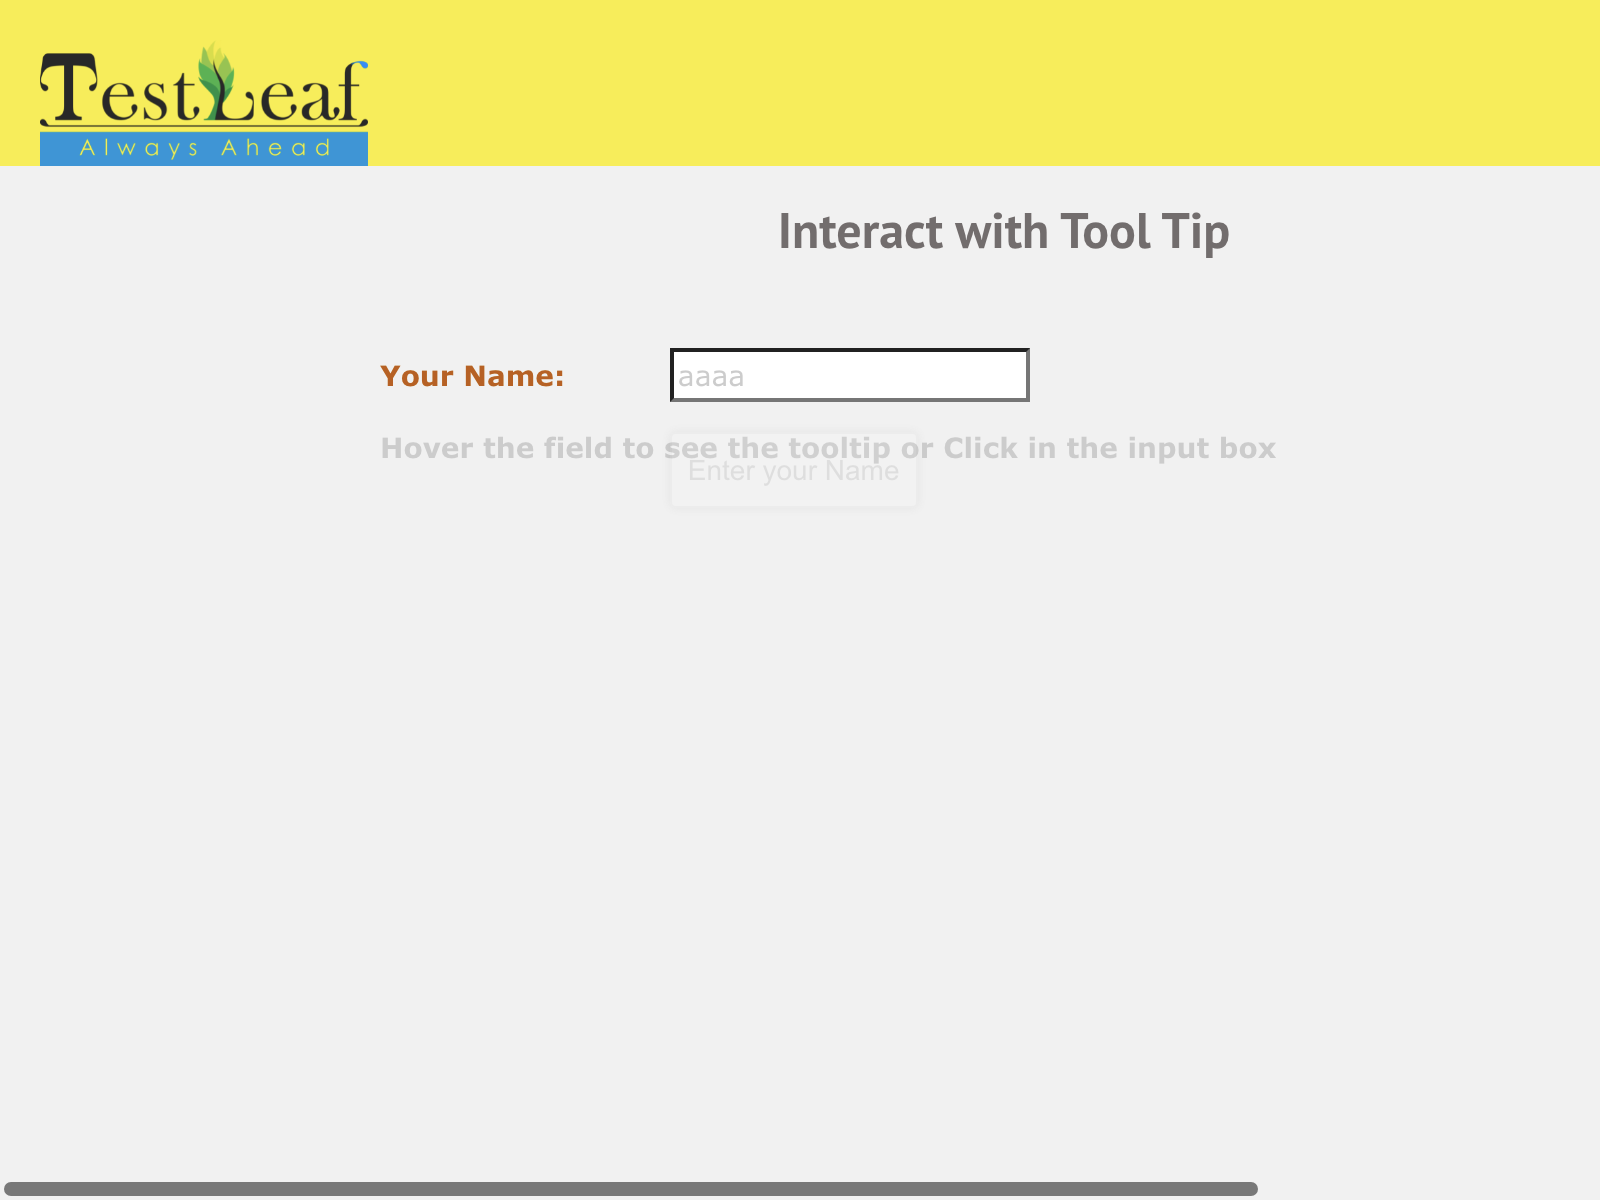 TestLeaf
Always Ahead
Interact with Tool Tip
Your Name:
aaaa
Hover the field to see the tooltip or Click in the input box
Enter your Name